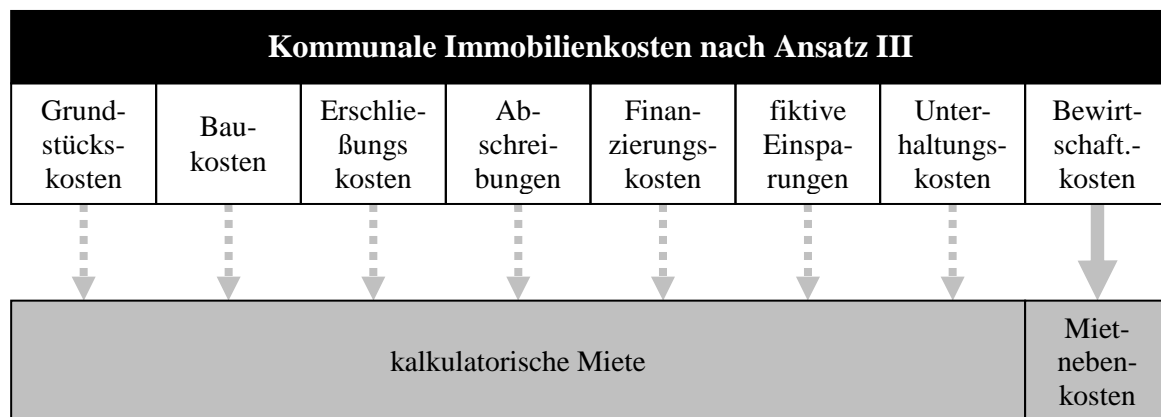 Kommunale Immobilienkosten nach Ansatz III
Grund-
stücks-
kosten
Bau-
kosten
Erschlie-
ßungs
kosten
Ab-
schrei-
bungen
Finan-
zierungs-
kosten
fiktive
Einspa-
rungen
Unter-
haltungs-
kosten
Bewirt-
schaft.-
kosten
kalkulatorische Miete
Miet-
neben-
kosten